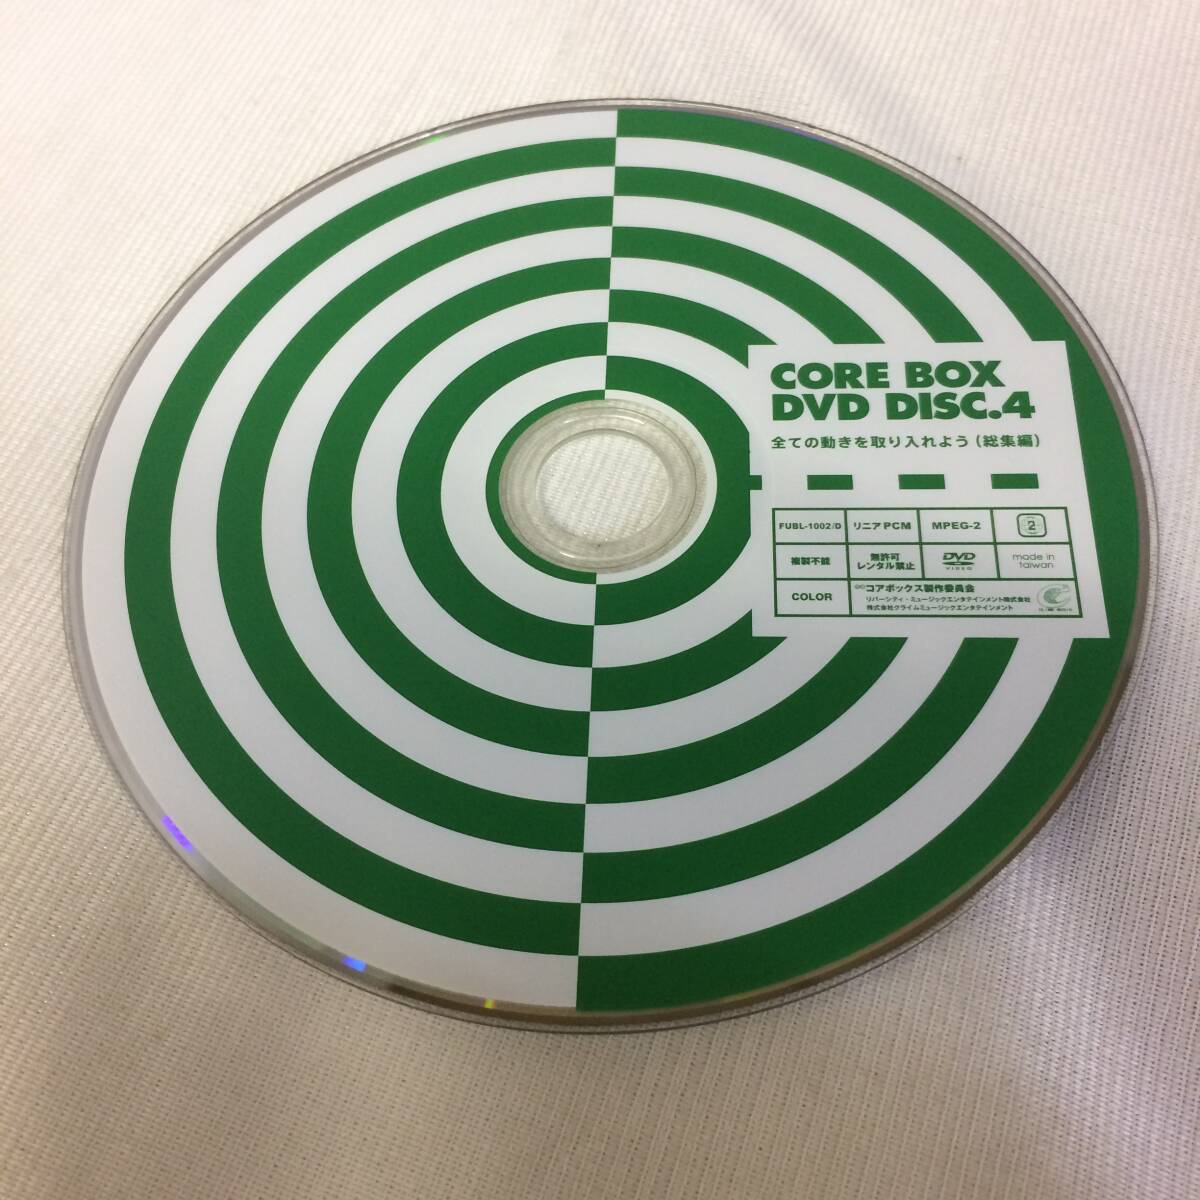 CORE BOX
DVD DISC.4
全ての動きを取り入れよう(総集編)
FUBL-1002/D リニアPCM MPEG-2 2
複製不能 無許可 レンタル禁止 DVD VIDEO made in taiwan
COLOR コアボックス製作委員会
リバーシティ・ミュージックエンタテインメント株式会社
株式会社クライムミュージックエンタテインメント